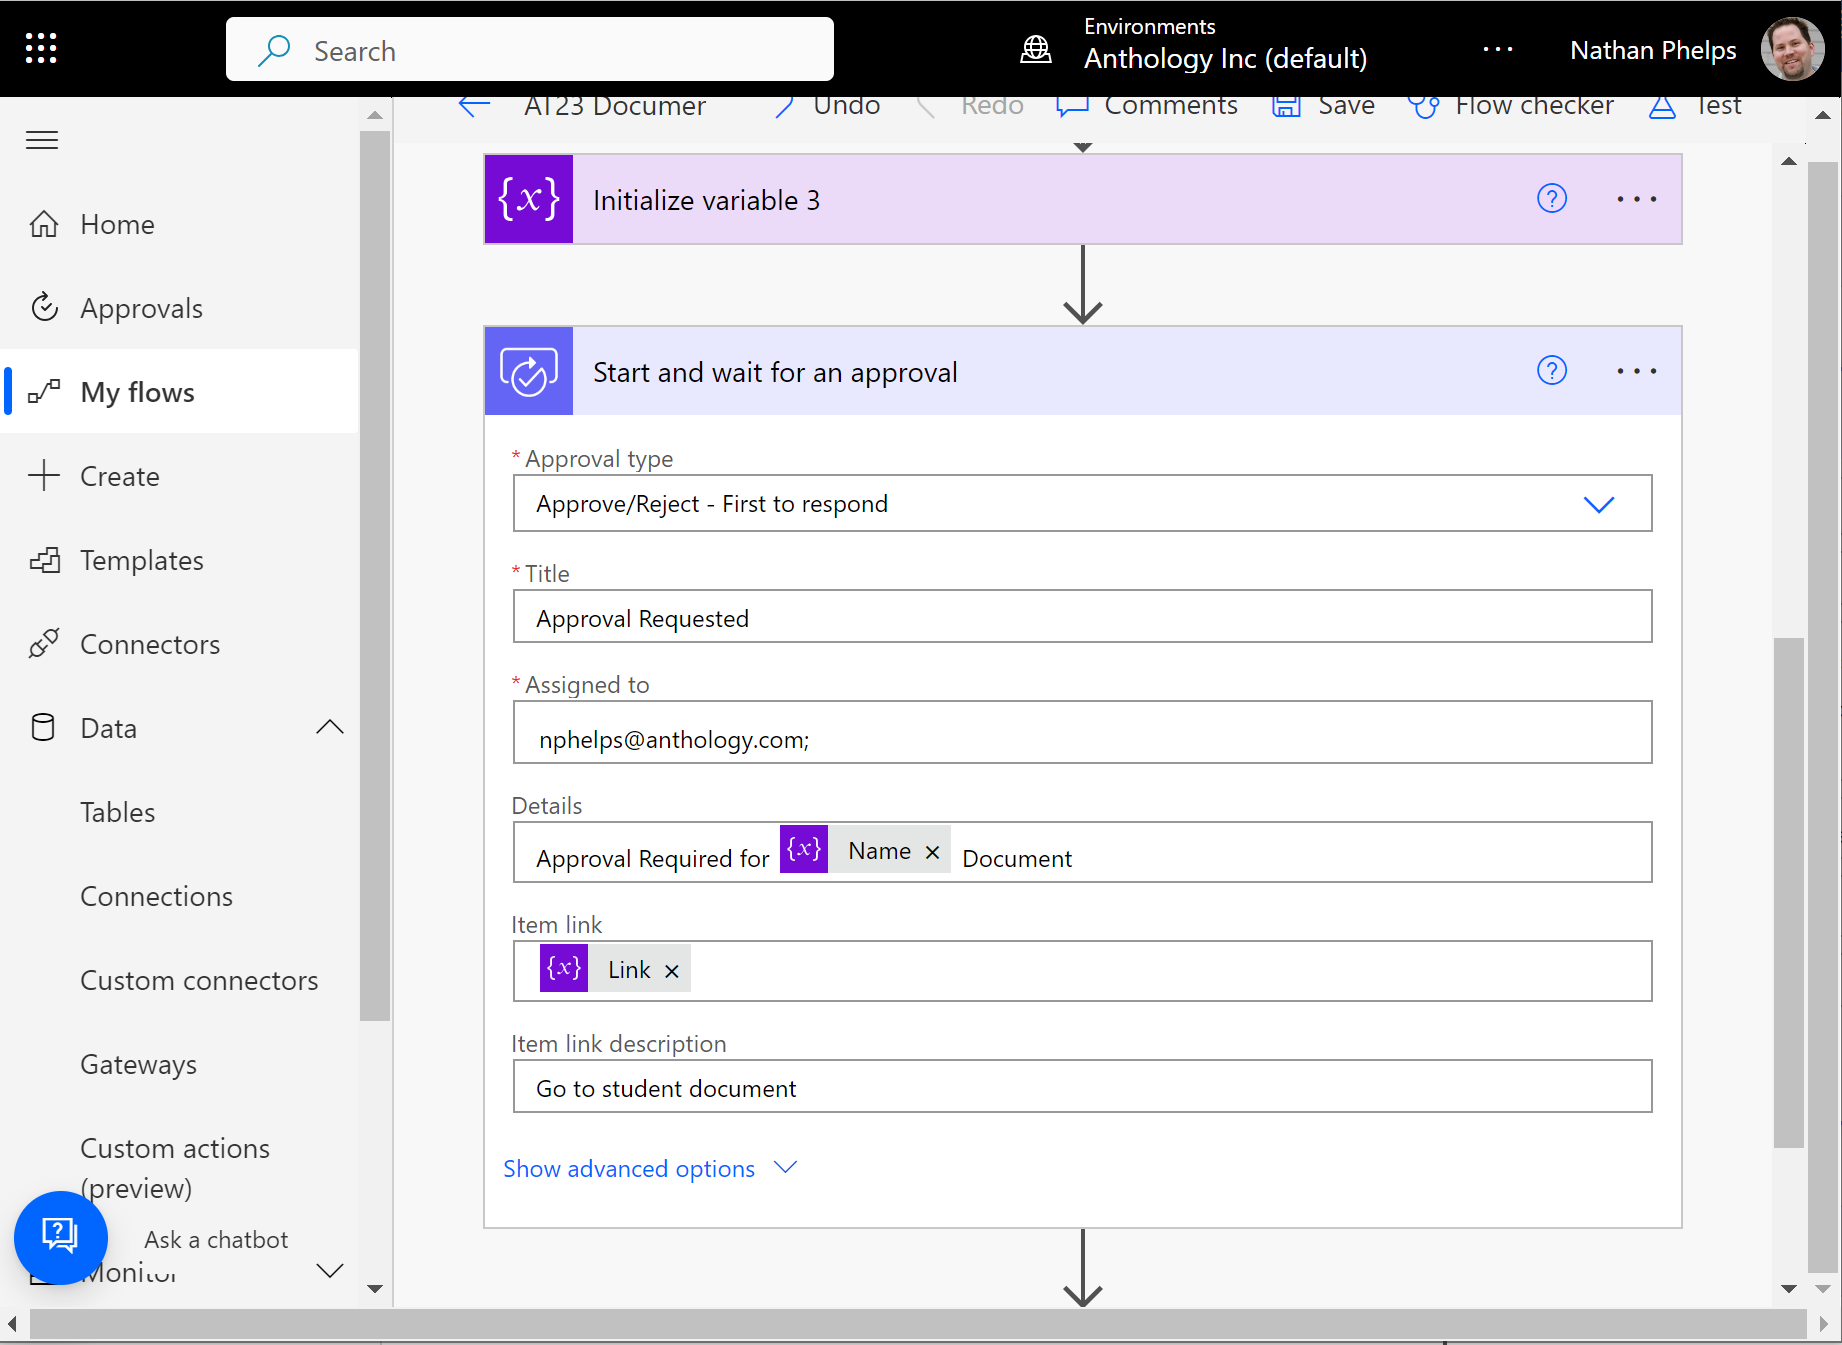 Search
Environments
Anthology Inc (default)
Nathan Phelps
AT23 Documer
Undo
Redo
Comments
Save
Flow checker
Test
Home
Approvals
My flows
Create
Templates
Connectors
Data
Tables
Connections
Custom connectors
Gateways
Custom actions
(preview)
Ask a chatbot
Monitor
{x} Initialize variable 3
Start and wait for an approval
* Approval type
Approve/Reject - First to respond
* Title
Approval Requested
* Assigned to
nphelps@anthology.com;
Details
Approval Required for {x} Name × Document
Item link
{x} Link ×
Item link description
Go to student document
Show advanced options